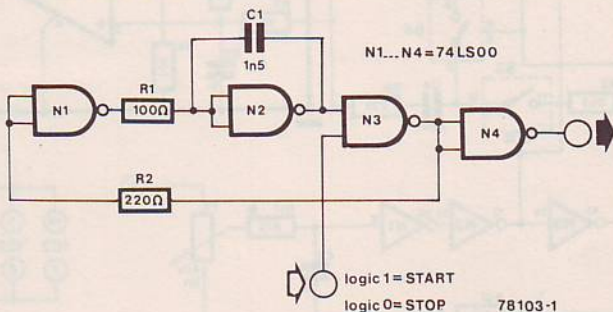 C1
1n5
N1...N4=74LS00
R1
100Ω
N1
N2
N3
N4
R2
220Ω
logic 1= START
logic 0= STOP
78103-1